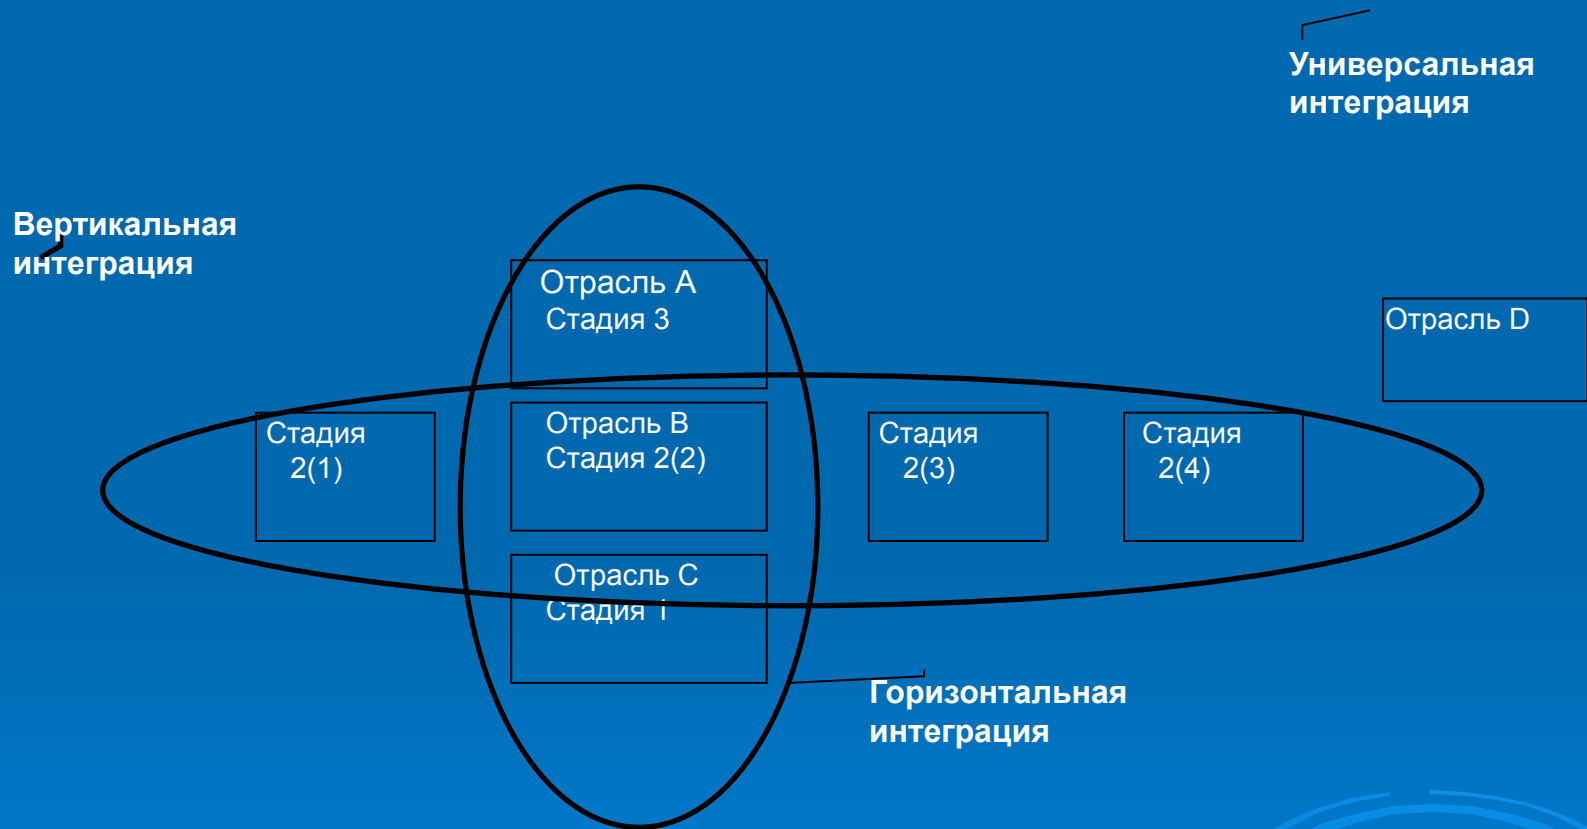 Универсальная
интеграция
Вертикальная
интеграция
Отрасль А
Стадия 3
Отрасль D
Стадия
2(1)
Отрасль В
Стадия 2(2)
Стадия
2(3)
Стадия
2(4)
Отрасль С
Стадия 1
Горизонтальная
интеграция